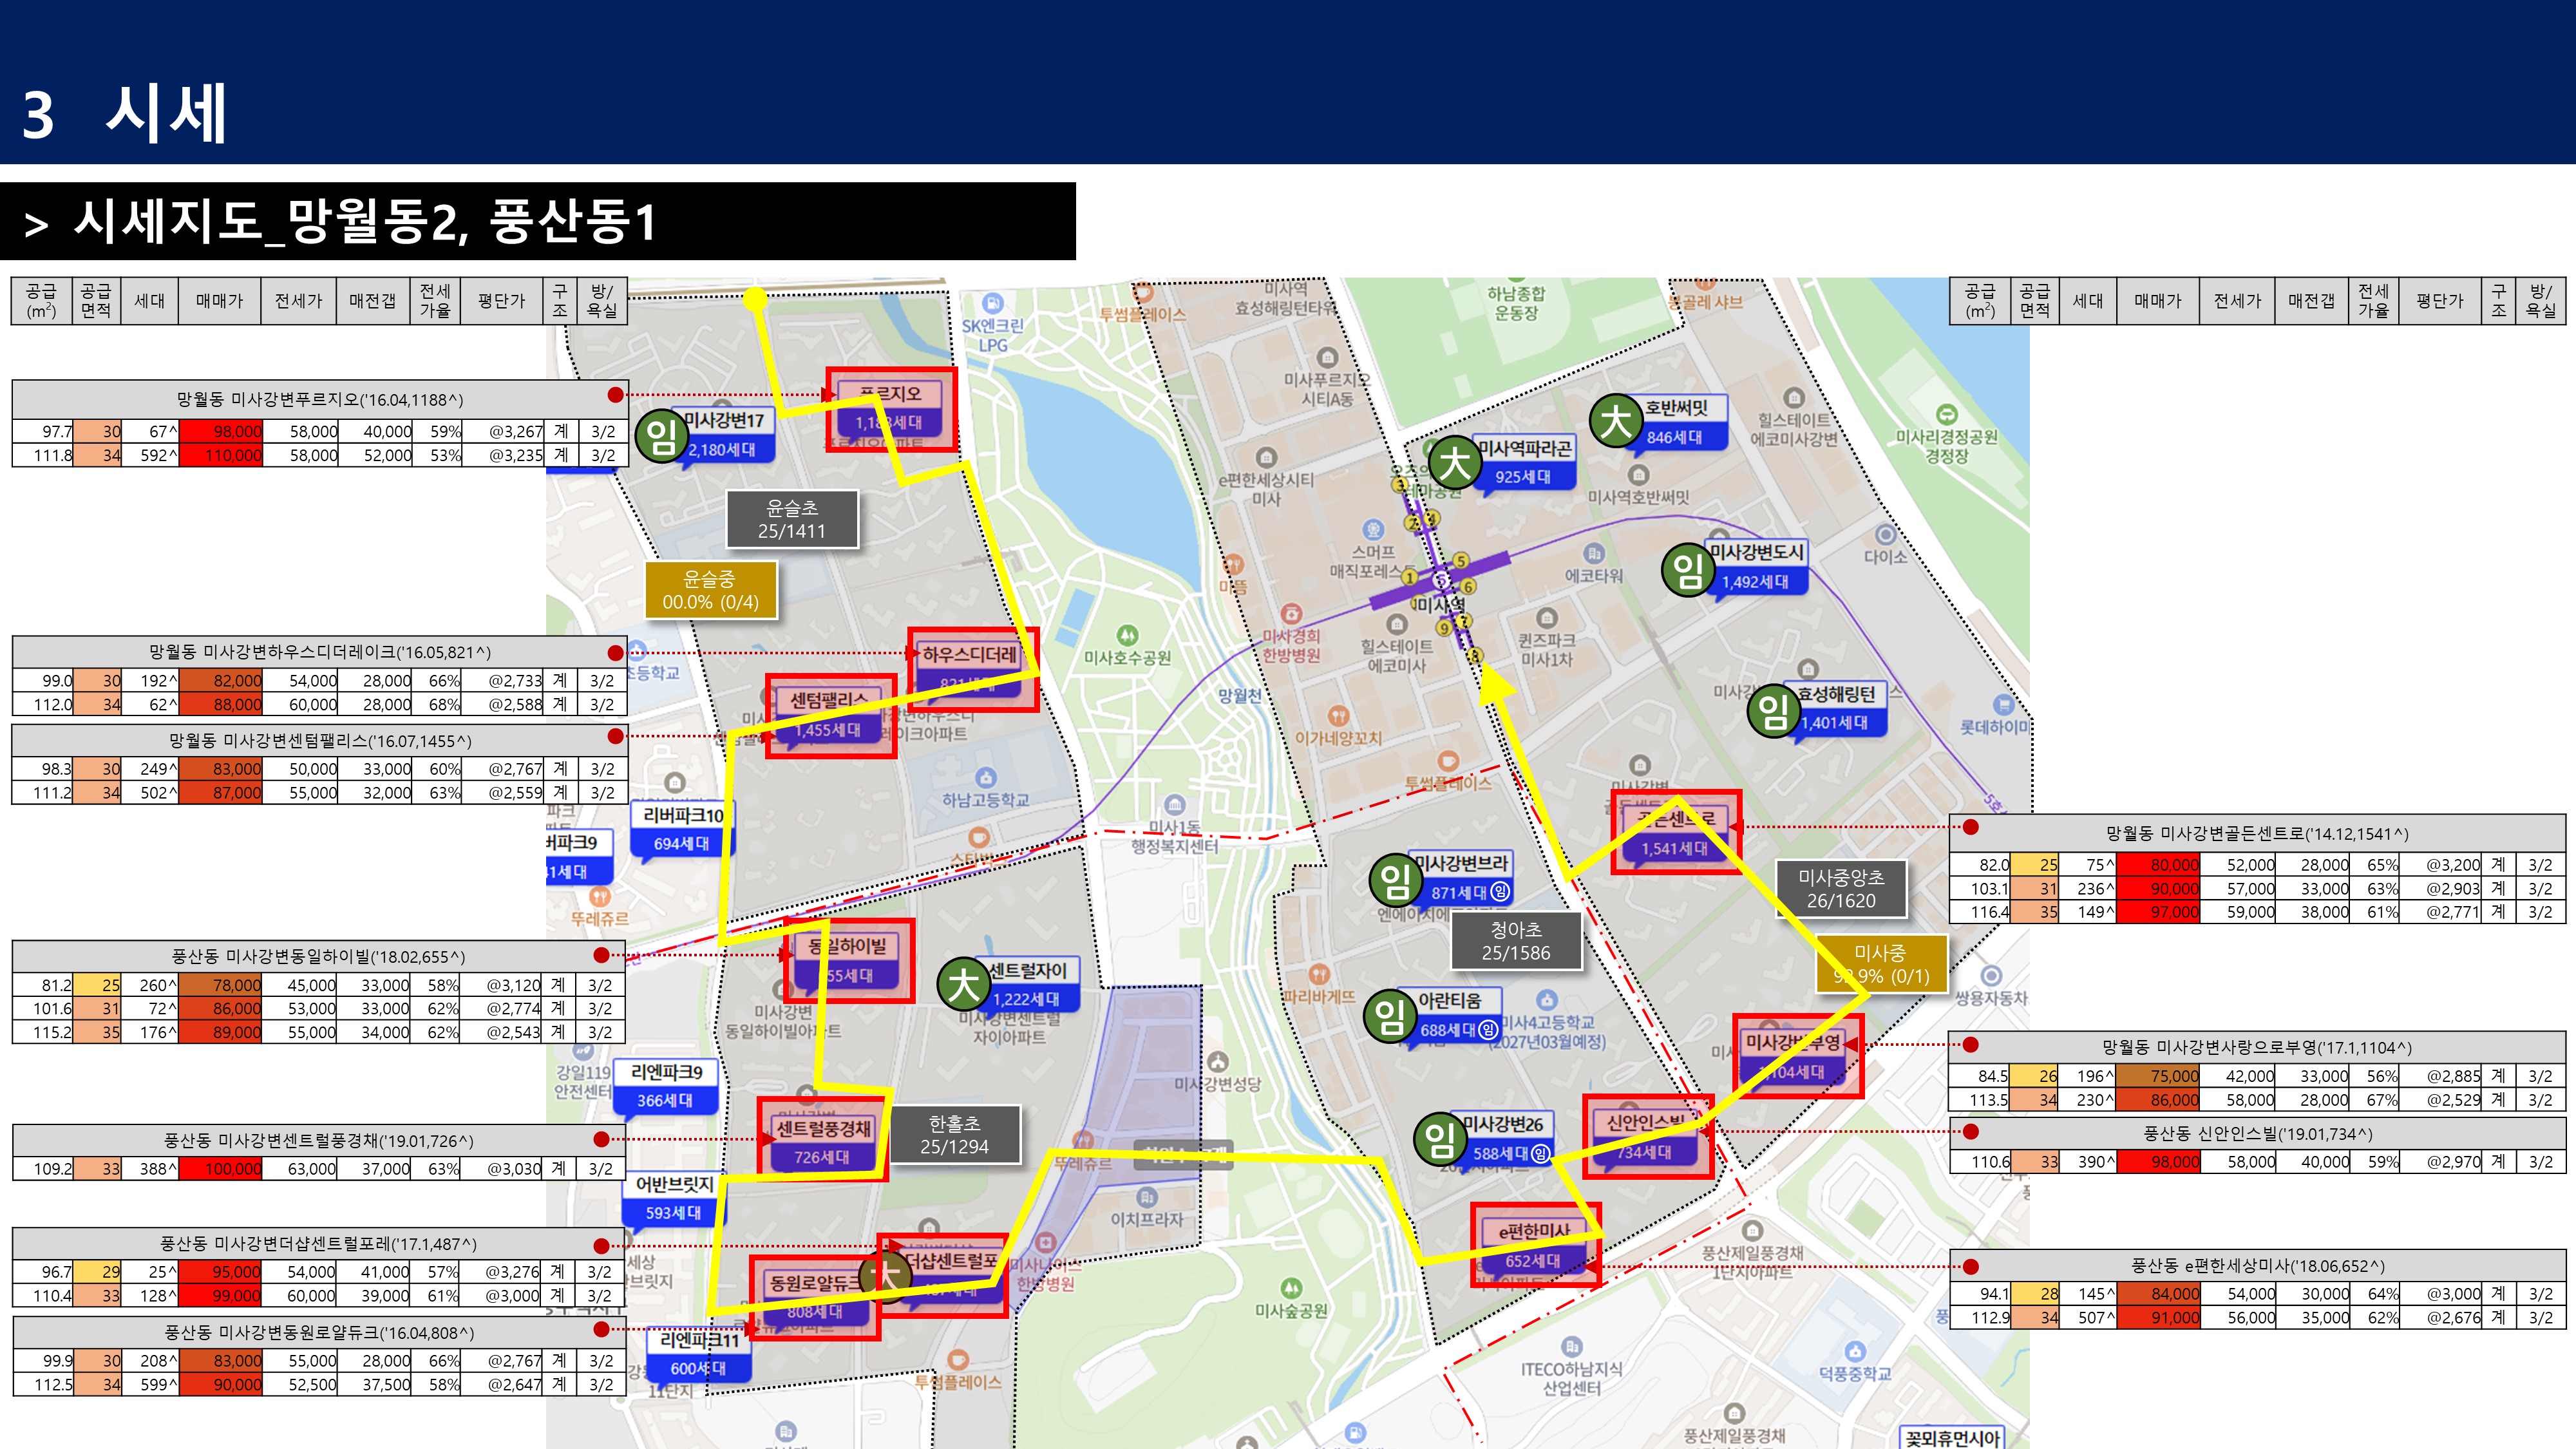 3 시세
> 시세지도_망월동2, 풍산동1
공급(m²) 공급면적 세대 매매가 전세가 매전갭 전세가율 평단가 구조 방/욕실
망월동 미사강변푸르지오('16.04,1188^)
97.7 30 67^ 98,000 58,000 40,000 59% @3,267 계 3/2
111.8 34 592^ 110,000 58,000 52,000 53% @3,235 계 3/2
망월동 미사강변하우스디더레이크('16.05,821^)
99.0 30 192^ 82,000 54,000 28,000 66% @2,733 계 3/2
112.0 34 62^ 88,000 60,000 28,000 68% @2,588 계 3/2
망월동 미사강변센텀팰리스('16.07,1455^)
98.3 30 249^ 83,000 50,000 33,000 60% @2,767 계 3/2
111.2 34 502^ 87,000 55,000 32,000 63% @2,559 계 3/2
풍산동 미사강변동일하이빌('18.02,655^)
81.2 25 260^ 78,000 45,000 33,000 58% @3,120 계 3/2
101.6 31 72^ 86,000 53,000 33,000 62% @2,774 계 3/2
115.2 35 176^ 89,000 55,000 34,000 62% @2,543 계 3/2
풍산동 미사강변센트럴풍경채('19.01,726^)
109.2 33 388^ 100,000 63,000 37,000 63% @3,030 계 3/2
풍산동 미사강변더샵센트럴포레('17.1,487^)
96.7 29 25^ 95,000 54,000 41,000 57% @3,276 계 3/2
110.4 33 128^ 99,000 60,000 39,000 61% @3,000 계 3/2
풍산동 미사강변동원로얄듀크('16.04,808^)
99.9 30 208^ 83,000 55,000 28,000 66% @2,767 계 3/2
112.5 34 599^ 90,000 52,500 37,500 58% @2,647 계 3/2
SK엔크린
LPG
투썸플레이스
미사역
효성해링턴타워
하남종합
운동장
몽골레 샤브
푸르지오
임
미사강변17
2,180세대
윤슬초
25/1411
윤슬중
00.0% (0/4)
미사푸르지오
시티A동
e편한세상시티
미사
大
미사역파라곤
925세대
大
호반써밋
846세대
힐스테이트
에코미사강변
미사리경정공원
경정장
미사역호반써밋
스머프
매직포레스트
3
2
4
5
1
6
미사역
7
9
8
에코타워
임
미사강변도시
1,492세대
다이소
미뜸
미사경희
한방병원
힐스테이트
에코미사
퀸즈파크
미사1차
미사호수공원
망월천
하우스디더레
센텀팰리스
1,455세대
이가네양꼬치
투썸플레이스
임
효성해링턴
1,401세대
롯데하이마
초등학교
하남고등학교
리버파크10
694세대
버파크9
뚜레쥬르
미사1동
행정복지센터
1,541세대
임
미사강변브라
871세대 임
청아초
25/1586
미사중앙초
26/1620
미사중
(0/1)
동일하이빌
미사강변
동일하이빌아파트
大
센트럴자이
1,222세대
미사강변센트럴
자이아파트
파리바게뜨
임
아란티움
688세대 임
미사4고등학교
(2027년03월예정)
쌍용자동차
강일119
안전센터
리엔파크9
366세대
센트럴풍경채
726세대
한홀초
25/1294
미사강변성당
임
미사강변26
588세대 임
신안인스빌
734세대
미사강변부영
1,104세대
어반브릿지
593세대
뚜레쥬르
이치프라자
e편한미사
652세대
풍산제일풍경채
1단지아파트
동원로얄듀크
808세대
大
더샵센트럴포
한방병원
리엔파크11
600세대
11단지
투썸플레이스
미사숲공원
ITECO하남지식
산업센터
덕풍중학교
풍산제일풍경채
꽃뫼휴먼시아
공급(m²) 공급면적 세대 매매가 전세가 매전갭 전세가율 평단가 구조 방/욕실
망월동 미사강변골든센트로('14.12,1541^)
82.0 25 75^ 80,000 52,000 28,000 65% @3,200 계 3/2
103.1 31 236^ 90,000 57,000 33,000 63% @2,903 계 3/2
116.4 35 149^ 97,000 59,000 38,000 61% @2,771 계 3/2
망월동 미사강변사랑으로부영('17.1,1104^)
84.5 26 196^ 75,000 42,000 33,000 56% @2,885 계 3/2
113.5 34 230^ 86,000 58,000 28,000 67% @2,529 계 3/2
풍산동 신안인스빌('19.01,734^)
110.6 33 390^ 98,000 58,000 40,000 59% @2,970 계 3/2
풍산동 e편한세상미사('18.06,652^)
94.1 28 145^ 84,000 54,000 30,000 64% @3,000 계 3/2
112.9 34 507^ 91,000 56,000 35,000 62% @2,676 계 3/2